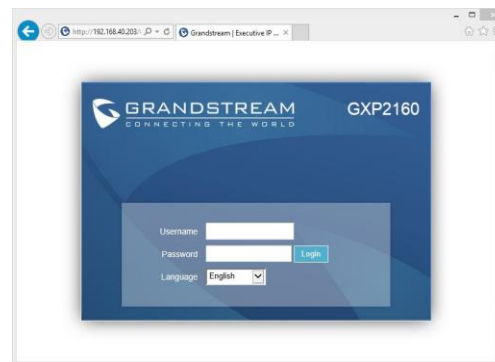 http://192.168.40.203/
Grandstream | Executive IP ...
GRANDSTREAM
CONNECTING THE WORLD
GXP2160
Username
Password
Login
Language
English